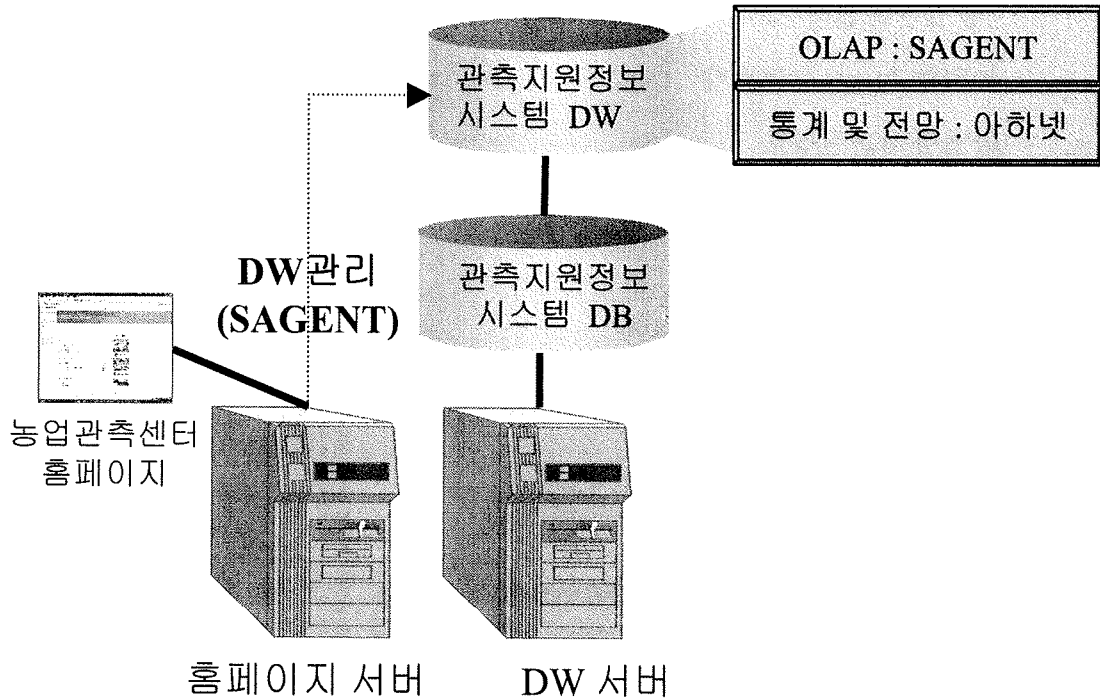 관측지원정보
시스템 DW
OLAP : SAGENT
통계 및 전망 : 아하넷
DW관리
(SAGENT)
관측지원정보
시스템 DB
농업관측센터
홈페이지
홈페이지 서버
DW 서버